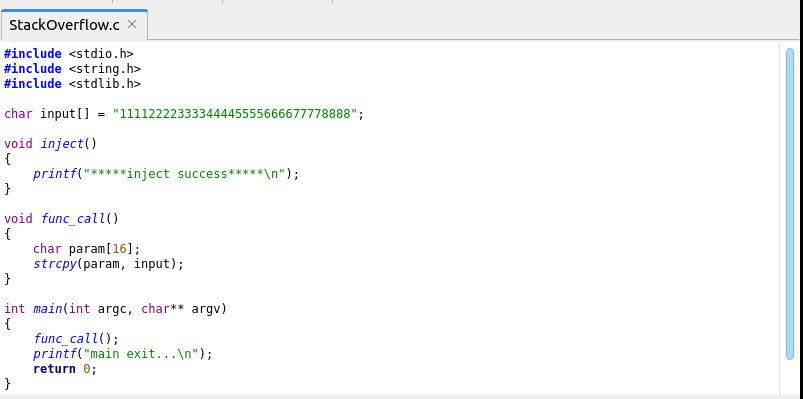 StackOverflow.c ×
#include <stdio.h>
#include <string.h>
#include <stdlib.h>
char input[] = "11112222333344445555666677778888";
void inject()
{
printf("*****inject success*****\n");
}
void func_call()
{
char param[16];
strcpy(param, input);
}
int main(int argc, char** argv)
{
func_call();
printf("main exit...\n");
return 0;
}